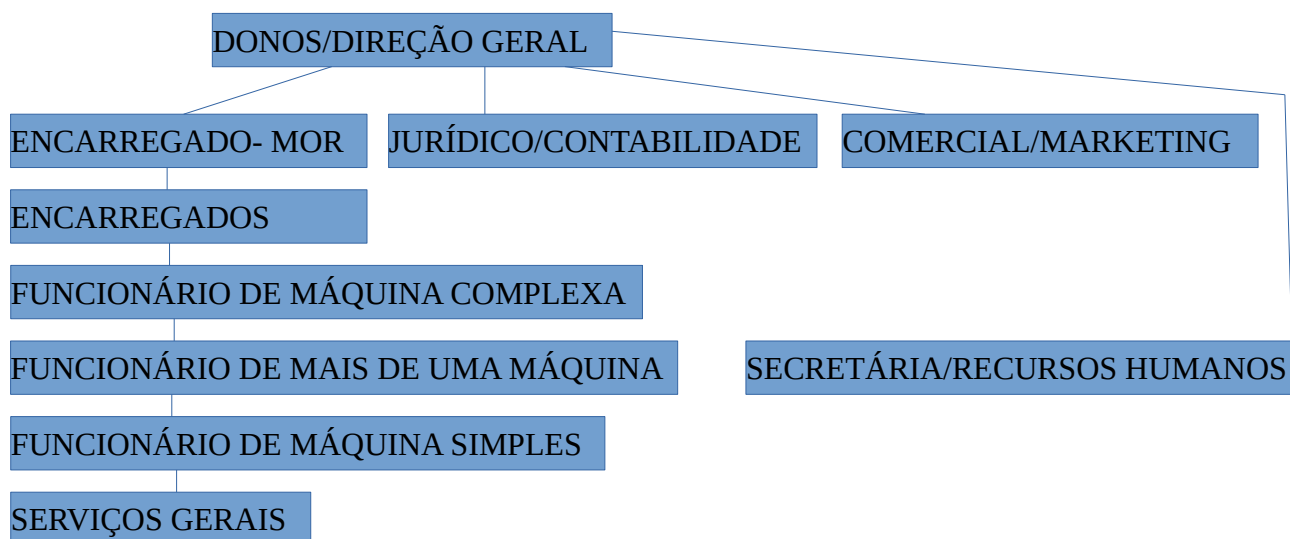 DONOS/DIREÇÃO GERAL
ENCARREGADO- MOR
JURÍDICO/CONTABILIDADE
COMERCIAL/MARKETING
ENCARREGADOS
FUNCIONÁRIO DE MÁQUINA COMPLEXA
FUNCIONÁRIO DE MAIS DE UMA MÁQUINA
SECRETÁRIA/RECURSOS HUMANOS
FUNCIONÁRIO DE MÁQUINA SIMPLES
SERVIÇOS GERAIS